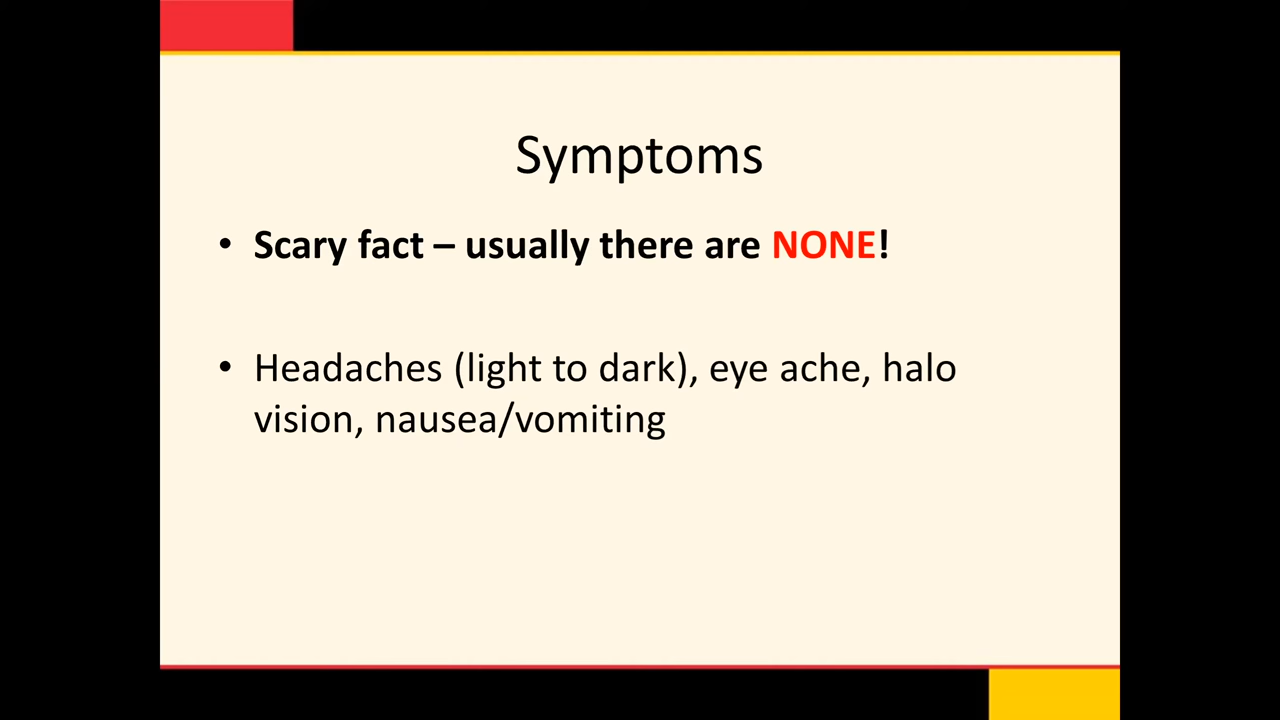 Symptoms
• Scary fact – usually there are NONE!
• Headaches (light to dark), eye ache, halo
vision, nausea/vomiting